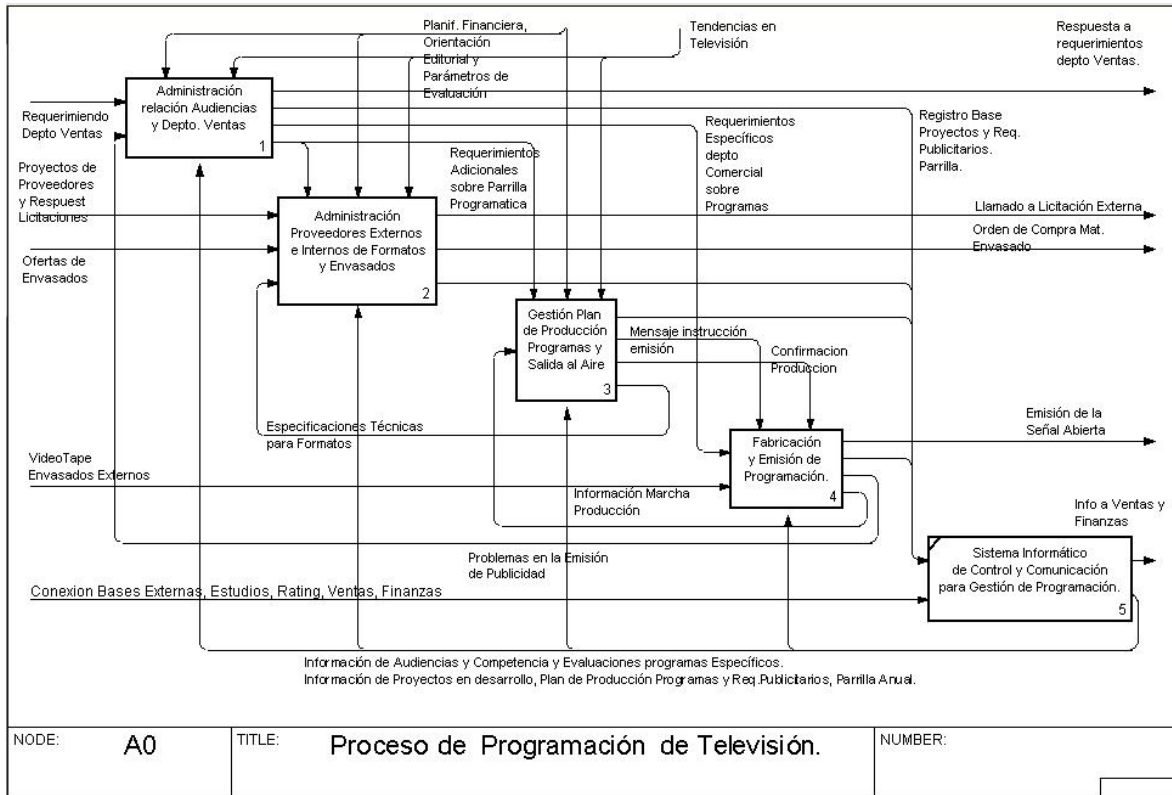 Planif. Financiera,
Orientación
Editorial y
Parámetros de
Evaluación
Tendencias en
Televisión
Respuesta a
requerimientos
depto Ventas.
Administración
relación Audiencias
y Depto. Ventas
1
Requerimiendo
Depto Ventas
Proyectos de
Proveedores
y Respuest
Licitaciones
Requerimientos
Adicionales
sobre Parrilla
Programatica
Requerimientos
Específicos
depto
Comercial
sobre
Programas
Registro Base
Proyectos y Req.
Publicitarios.
Parrilla.
Administración
Proveedores Externos
e Internos de Formatos
y Envasados
2
Llamado a Licitación Externa
Orden de Compra Mat.
Envasado
Ofertas de
Envasados
Gestión Plan
de Producción
Programas y
Salida al Aire
3
Mensaje instrucción
emisión
Confirmacion
Produccion
Especificaciones Técnicas
para Formatos
Fabricación
y Emisión de
Programación.
4
Emisión de la
Señal Abierta
VideoTape
Envasados Externos
Información Marcha
Producción
Info a Ventas y
Finanzas
Problemas en la Emisión
de Publicidad
Sistema Informático
de Control y Comunicación
para Gestión de Programación.
5
Conexion Bases Externas, Estudios, Rating, Ventas, Finanzas
Información de Audiencias y Competencia y Evaluaciones programas Específicos.
Información de Proyectos en desarrollo, Plan de Producción Programas y Req.Publicitarios, Parrilla Anual.
NODE: A0 TITLE: Proceso de Programación de Televisión. NUMBER: